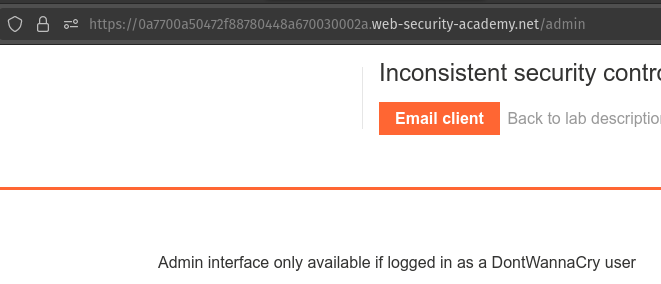 https://0a7700a50472f88780448a670030002a.web-security-academy.net/admin
Inconsistent security contro
Email client Back to lab descriptio
Admin interface only available if logged in as a DontWannaCry user